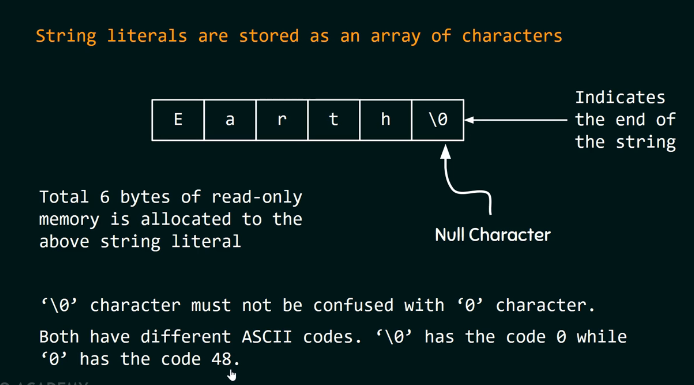 String literals are stored as an array of characters
E a r t h \0
Indicates
the end of
the string
Total 6 bytes of read-only
memory is allocated to the
above string literal
Null Character
‘\0’ character must not be confused with ‘0’ character.
Both have different ASCII codes. ‘\0’ has the code 0 while
‘0’ has the code 48.